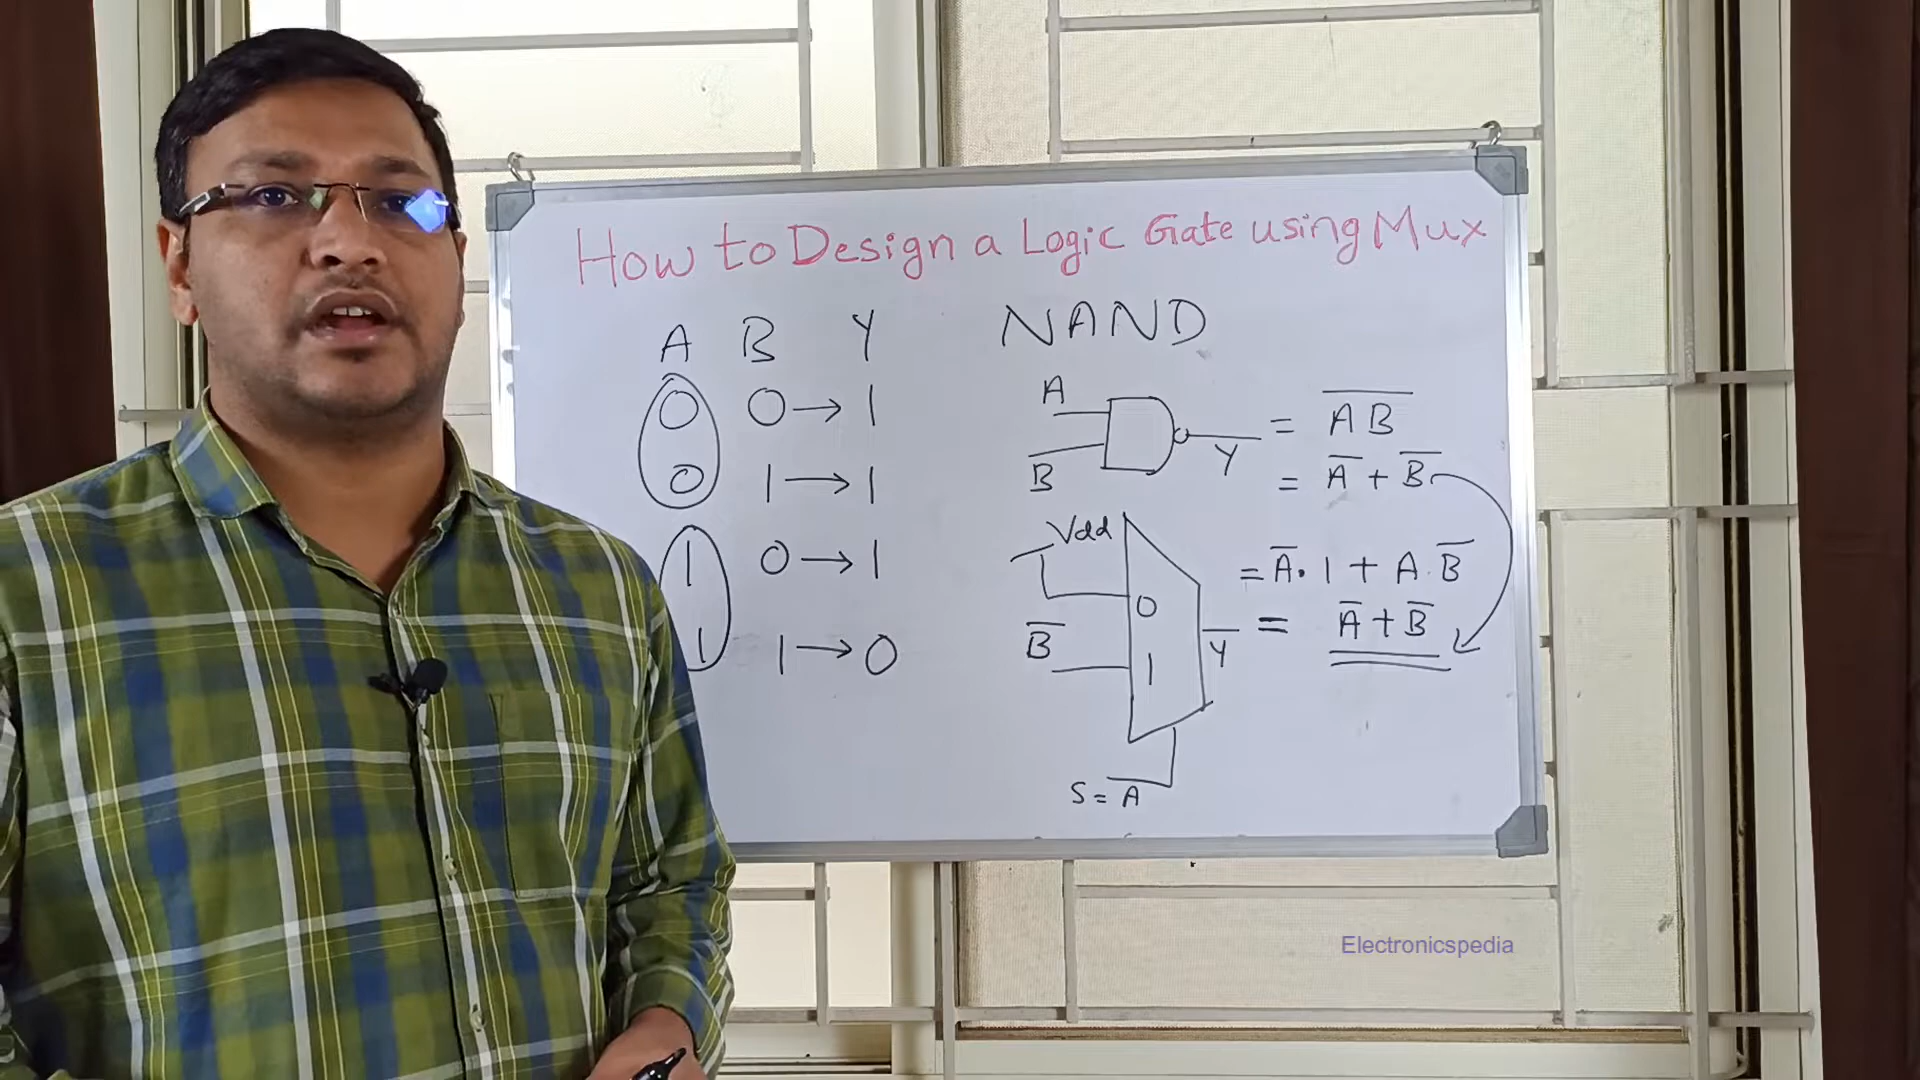 How to Design a Logic Gate using Mux
A B Y
0 0 → 1
0 1 → 1
1 0 → 1
1 1 → 0
NAND
A
B
Y
= A̅B̅
= A̅ + B̅
Vdd
0
B̅
1
Y
S = A
= A̅ · 1 + A . B̅
= A̅ + B̅
Electronicspedia